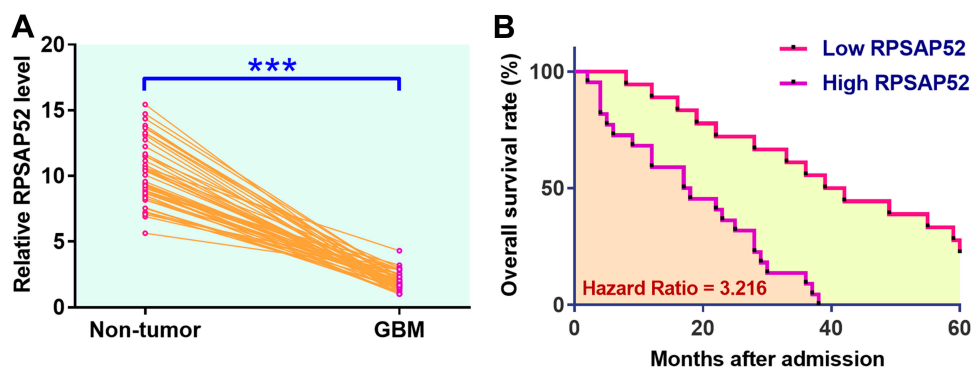 A
Relative RPSAP52 level
20
15
10
5
0
***
Non-tumor
GBM
B
Overall survival rate (%)
100
50
0
Low RPSAP52
High RPSAP52
Hazard Ratio = 3.216
0
20
40
60
Months after admission